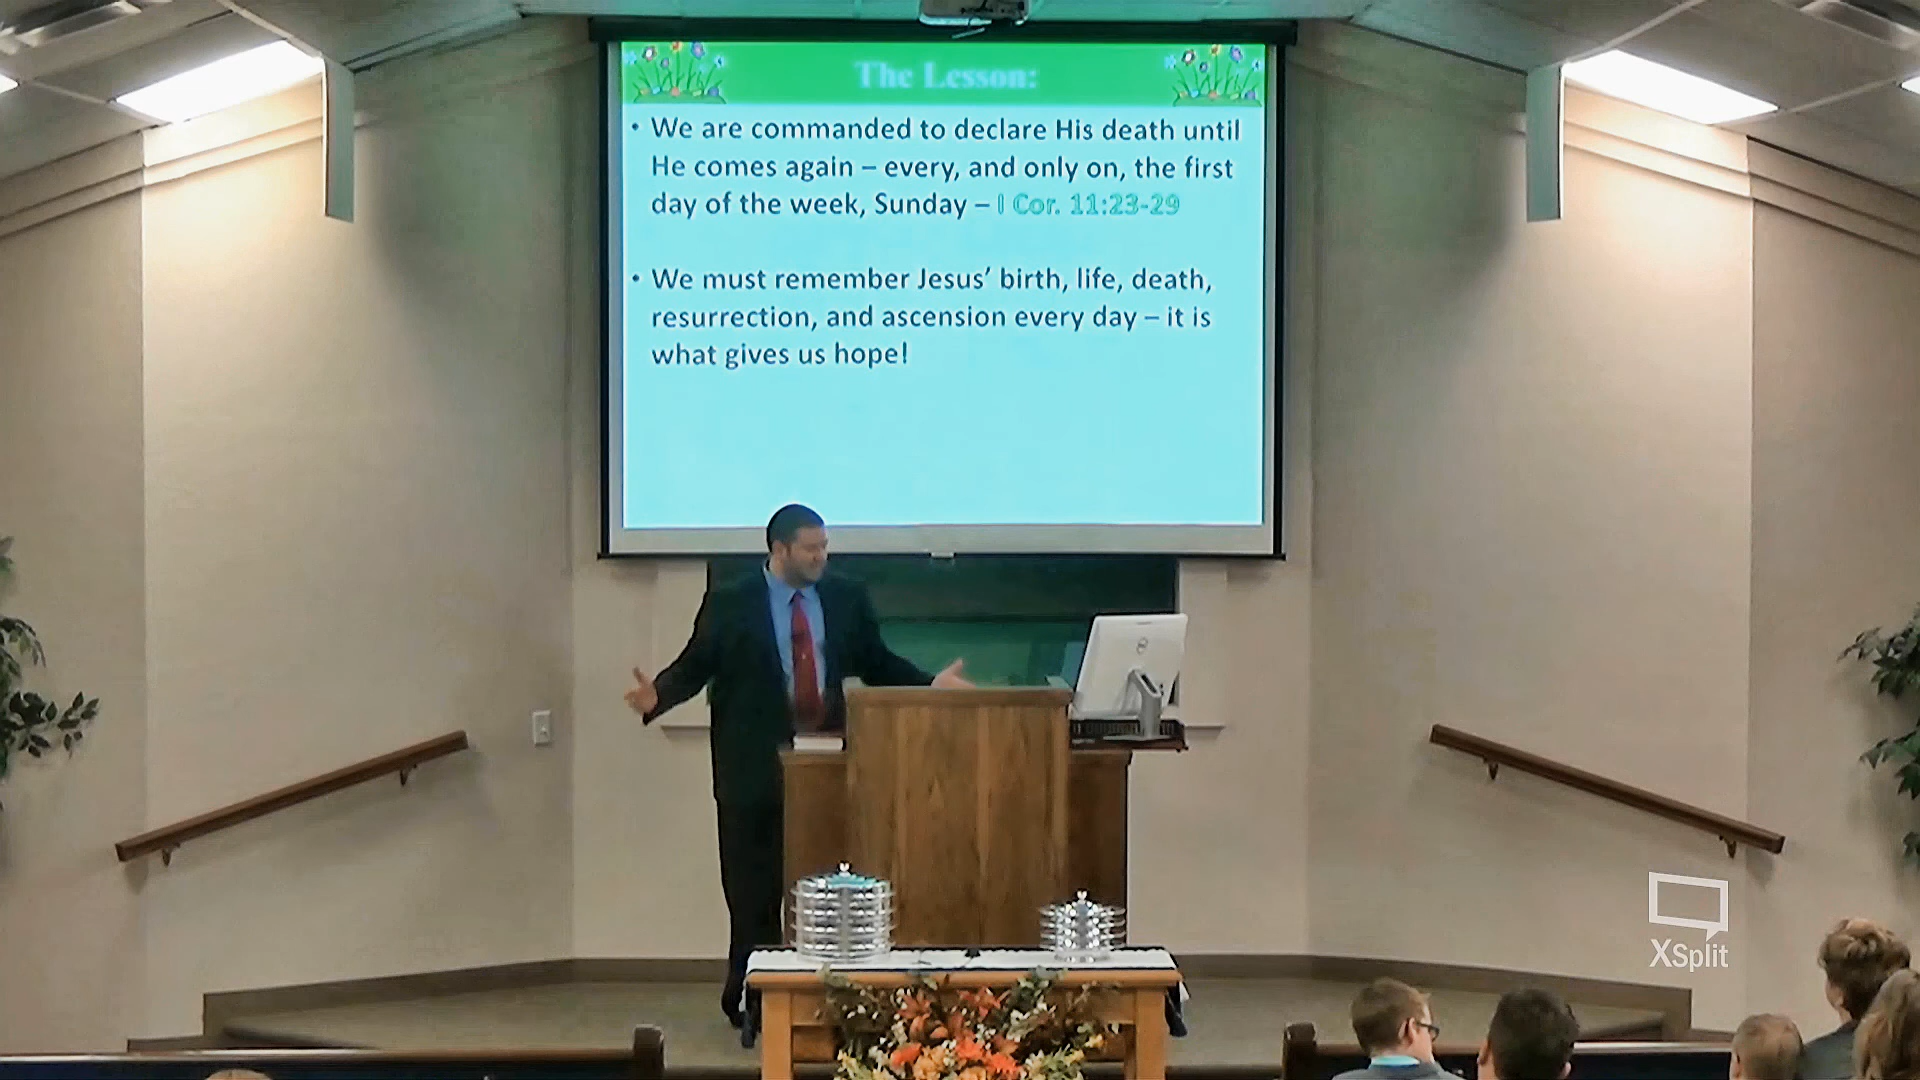 The Lesson:
• We are commanded to declare His death until
He comes again – every, and only on, the first
day of the week, Sunday – I Cor. 11:23-29
• We must remember Jesus’ birth, life, death,
resurrection, and ascension every day – it is
what gives us hope!
XSplit